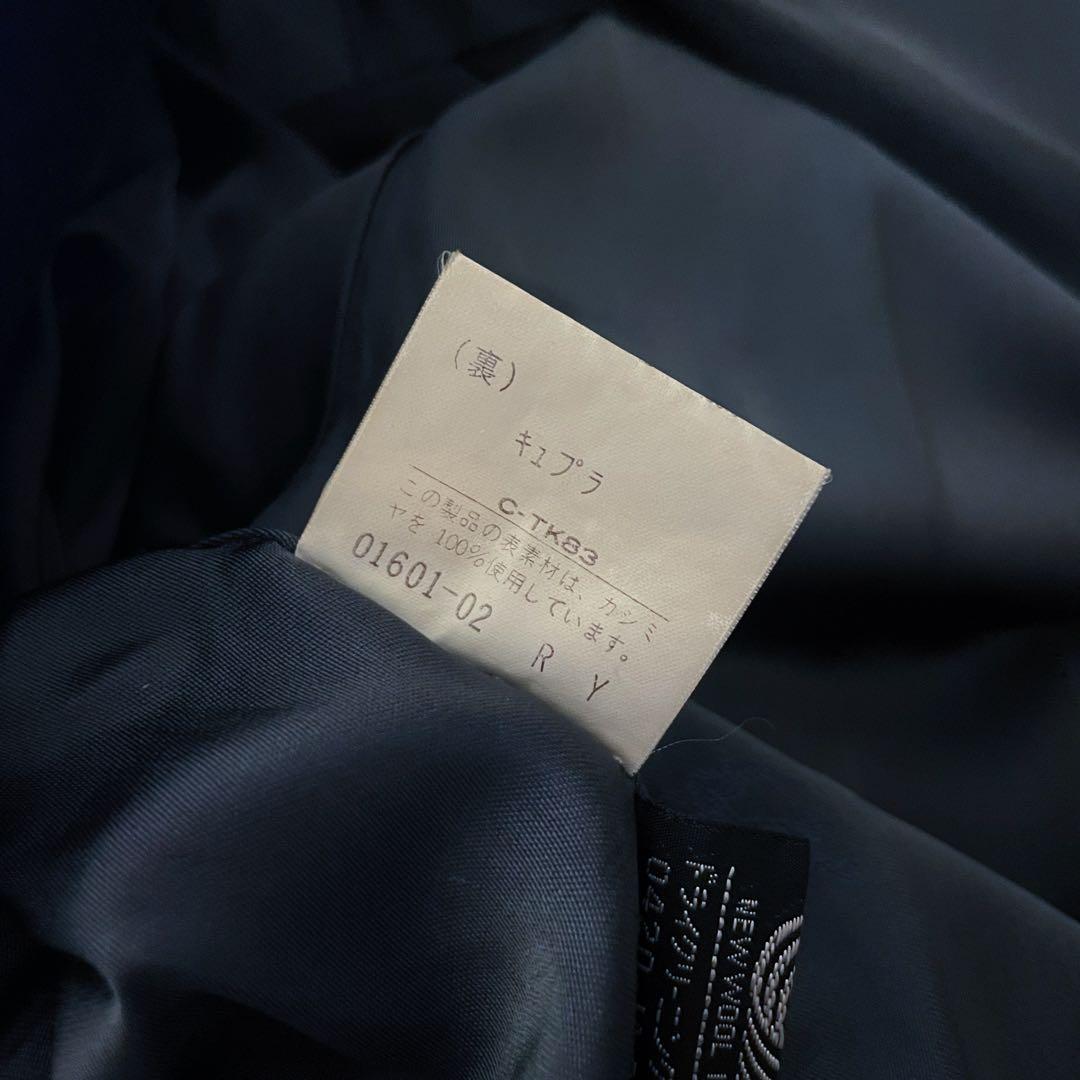 （裏）
キュプラ
C-TK83
この製品の表素材は、カシミ
ヤを 100%使用しています。
01601-02
R Y
NEW WOOL
ドライクリーニング